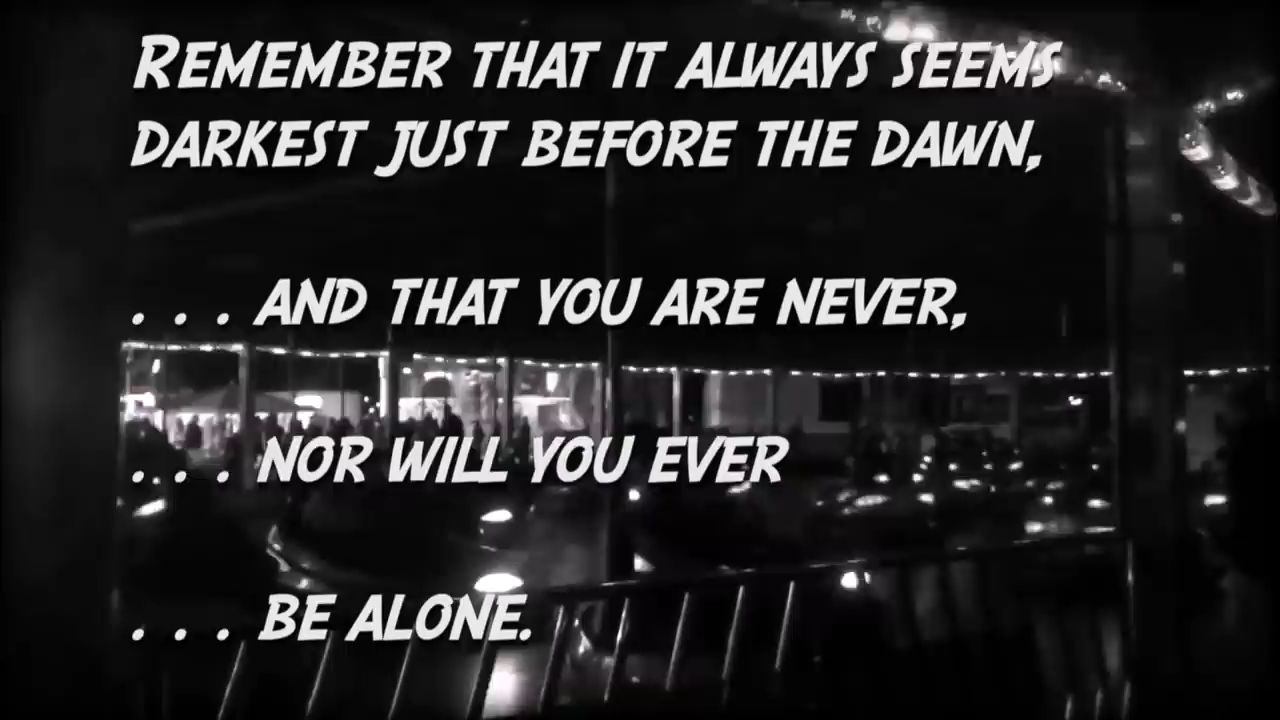 REMEMBER THAT IT ALWAYS SEEMS
DARKEST JUST BEFORE THE DAWN,
. . . AND THAT YOU ARE NEVER,
. . . NOR WILL YOU EVER
. . . BE ALONE.